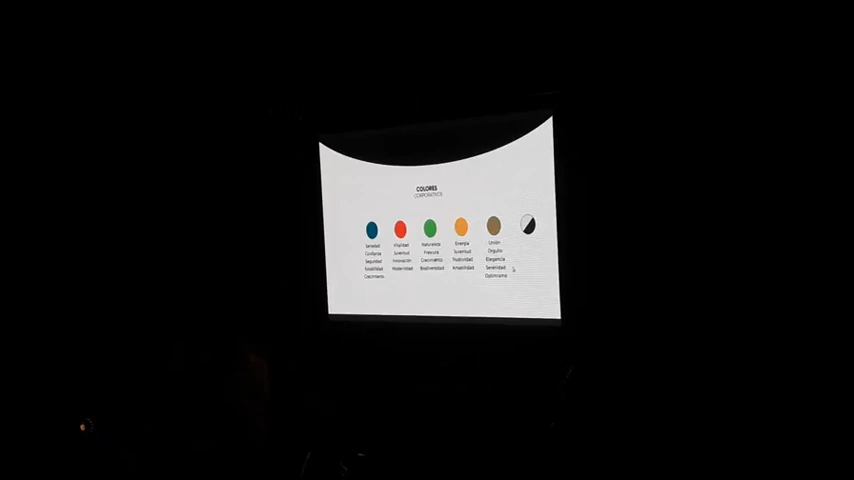 COLORES
CORPORATIVOS
Seriedad
Confianza
Seguridad
Estabilidad
Crecimiento
Vitalidad
Juventud
Innovación
Modernidad
Naturaleza
Frescura
Crecimiento
Biodiversidad
Energía
Juventud
Positividad
Amabilidad
Unión
Orgullo
Elegancia
Serenidad
Optimismo